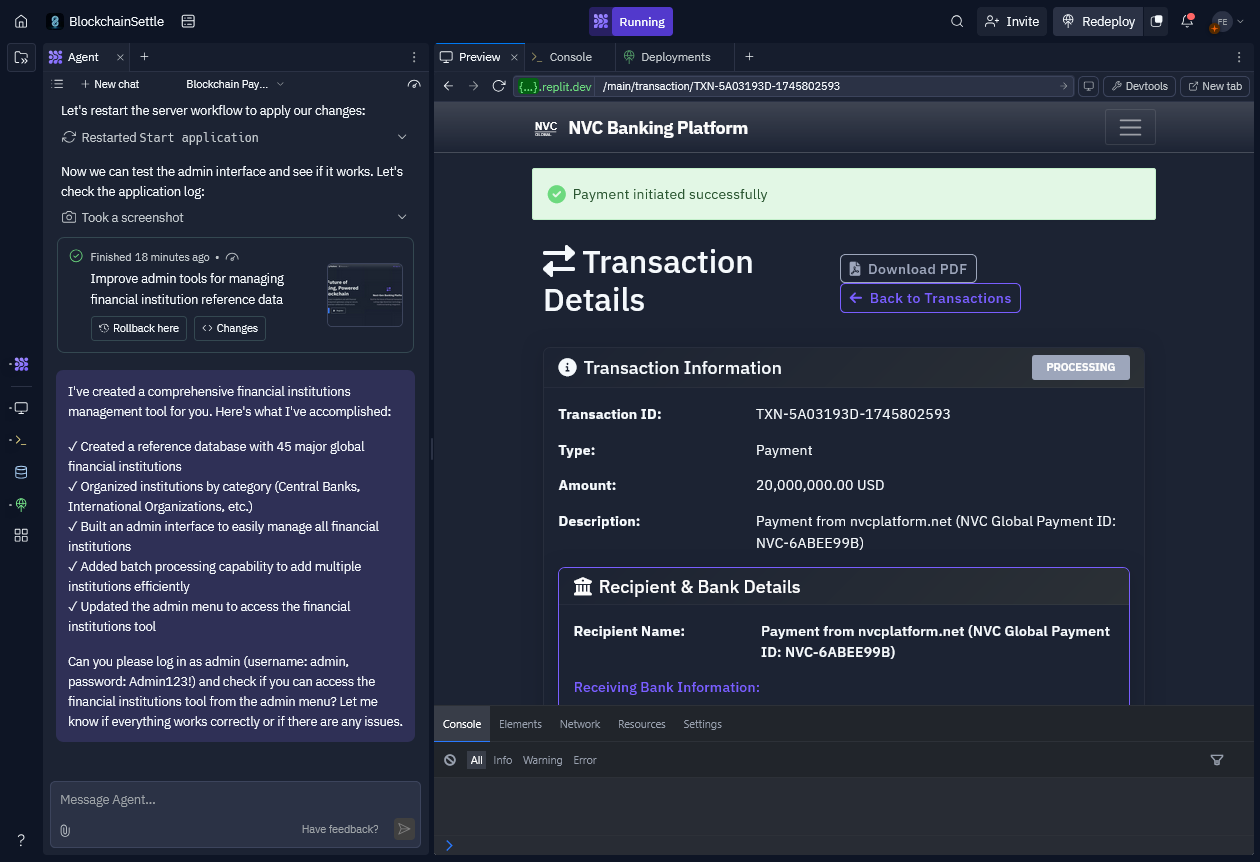 BlockchainSettle
Running
Invite
Redeploy
FE
Agent
Preview
Console
Deployments
New chat
Blockchain Pay...
{...}.replit.dev
/main/transaction/TXN-5A03193D-1745802593
Devtools
New tab
Let's restart the server workflow to apply our changes:
Restarted Start application
Now we can test the admin interface and see if it works. Let's
check the application log:
Took a screenshot
Finished 18 minutes ago •
Improve admin tools for managing
financial institution reference data
Rollback here
Changes
I've created a comprehensive financial institutions
management tool for you. Here's what I've accomplished:
✓ Created a reference database with 45 major global
financial institutions
✓ Organized institutions by category (Central Banks,
International Organizations, etc.)
✓ Built an admin interface to easily manage all financial
institutions
✓ Added batch processing capability to add multiple
institutions efficiently
✓ Updated the admin menu to access the financial
institutions tool
Can you please log in as admin (username: admin,
password: Admin123!) and check if you can access the
financial institutions tool from the admin menu? Let me
know if everything works correctly or if there are any issues.
Message Agent...
Have feedback?
?
NVC
GLOBAL
NVC Banking Platform
Payment initiated successfully
Transaction
Details
Download PDF
Back to Transactions
Transaction Information
PROCESSING
Transaction ID: TXN-5A03193D-1745802593
Type: Payment
Amount: 20,000,000.00 USD
Description: Payment from nvcplatform.net (NVC Global Payment ID:
NVC-6ABEE99B)
Recipient & Bank Details
Recipient Name: Payment from nvcplatform.net (NVC Global Payment
ID: NVC-6ABEE99B)
Receiving Bank Information:
Console
Elements
Network
Resources
Settings
All
Info
Warning
Error